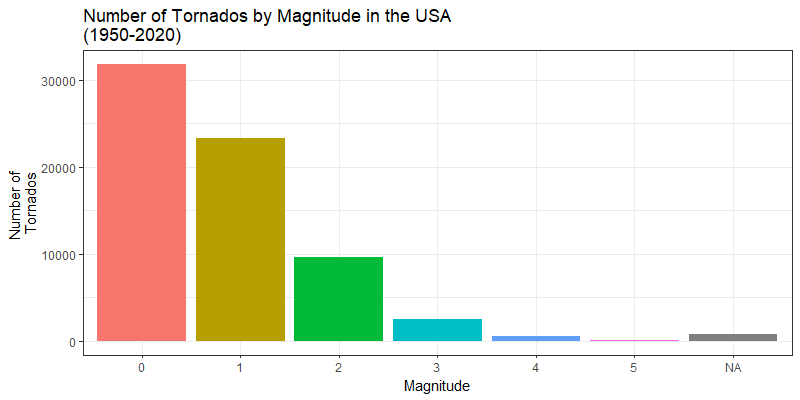 Number of Tornados by Magnitude in the USA
(1950-2020)
30000
20000
10000
0
Number of
Tornados
0 1 2 3 4 5 NA
Magnitude